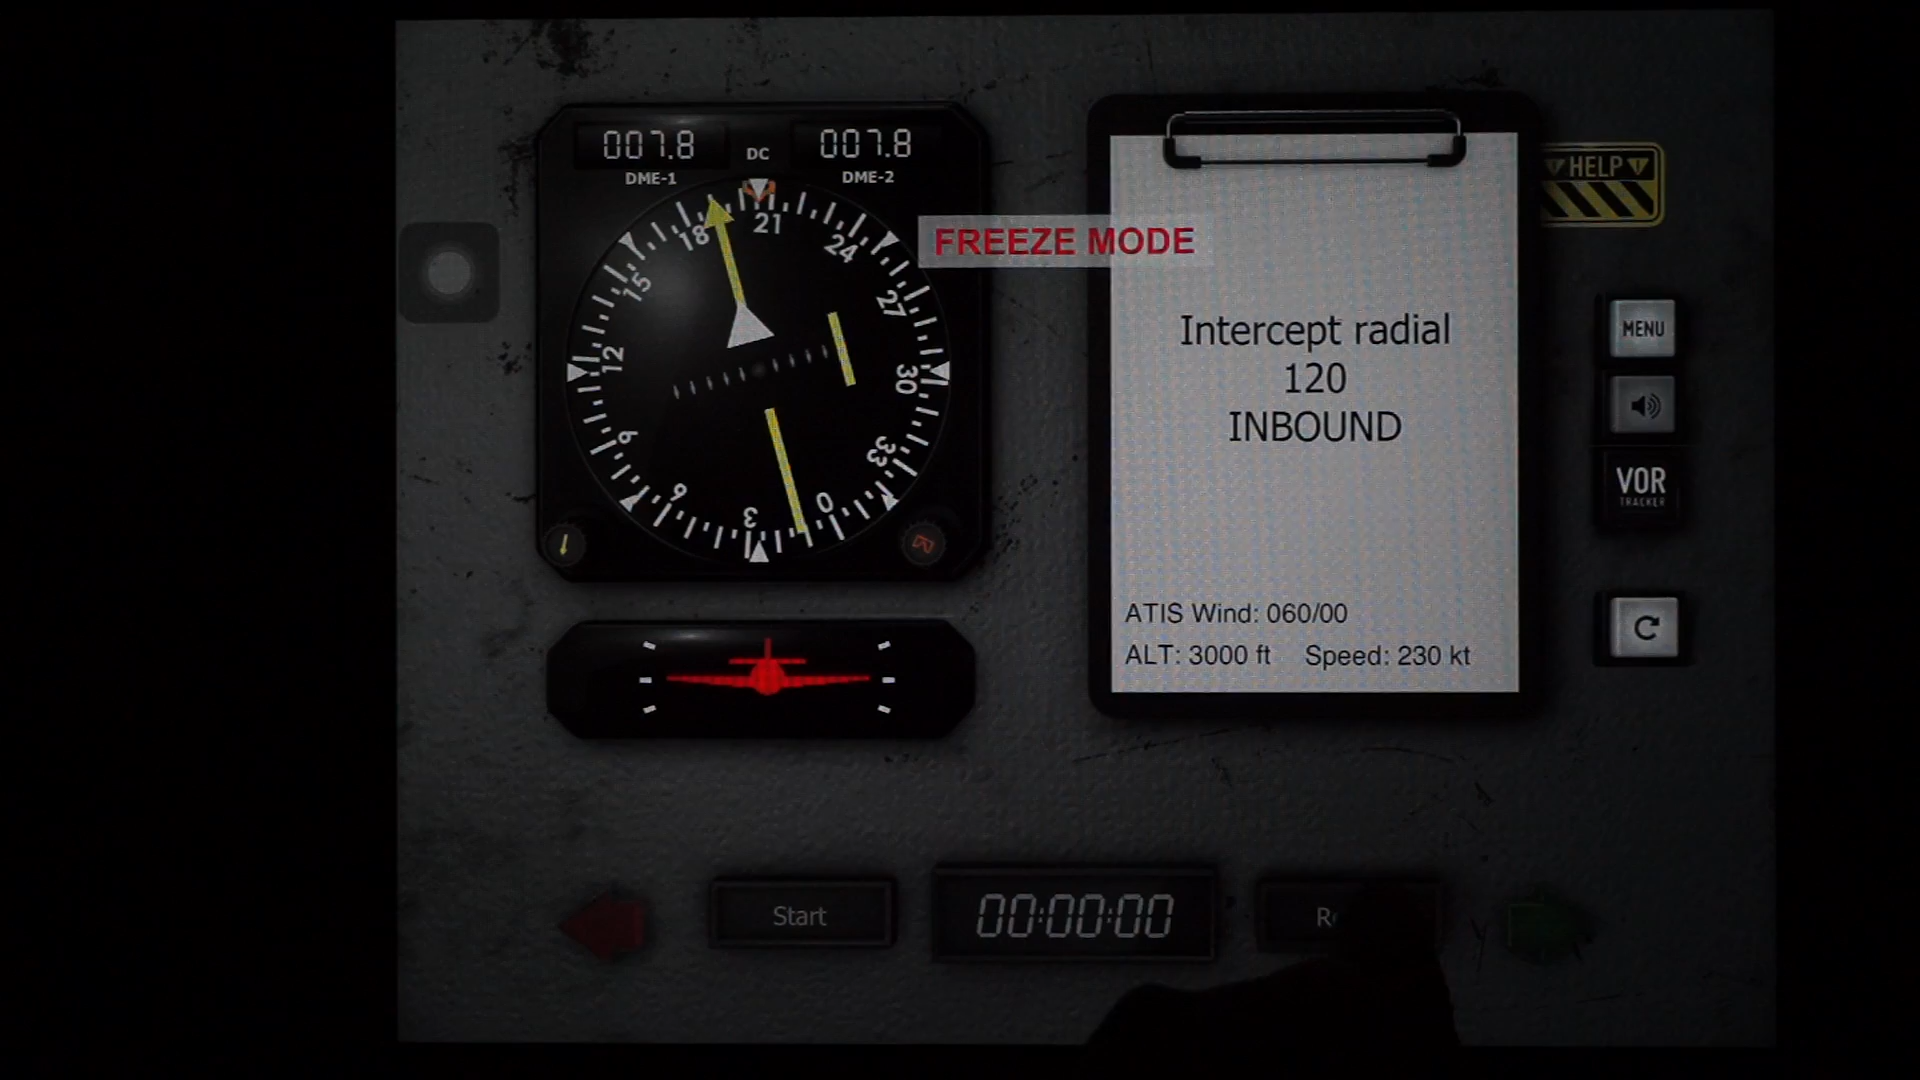 007.8 DC 007.8
DME-1 DME-2
21
18 24
15 27
12 30
9 33
6 0
3
HELP
FREEZE MODE
Intercept radial
120
INBOUND
ATIS Wind: 060/00
ALT: 3000 ft Speed: 230 kt
MENU
VOR
TRACKER
Start 00:00:00